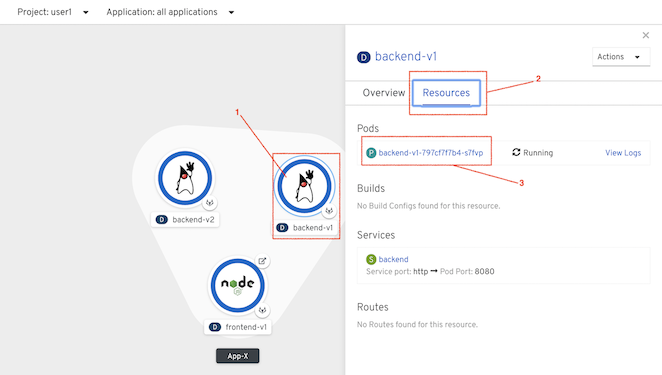 Project: user1 Application: all applications
D backend-v1
Actions
Overview Resources
2
1
Pods
P backend-v1-797cf7f7b4-s7fvp Running View Logs
3
Builds
No Build Configs found for this resource.
D backend-v2
D backend-v1
Services
S backend
Service port: http → Pod Port: 8080
node
JS
D frontend-v1
Routes
No Routes found for this resource.
App-X